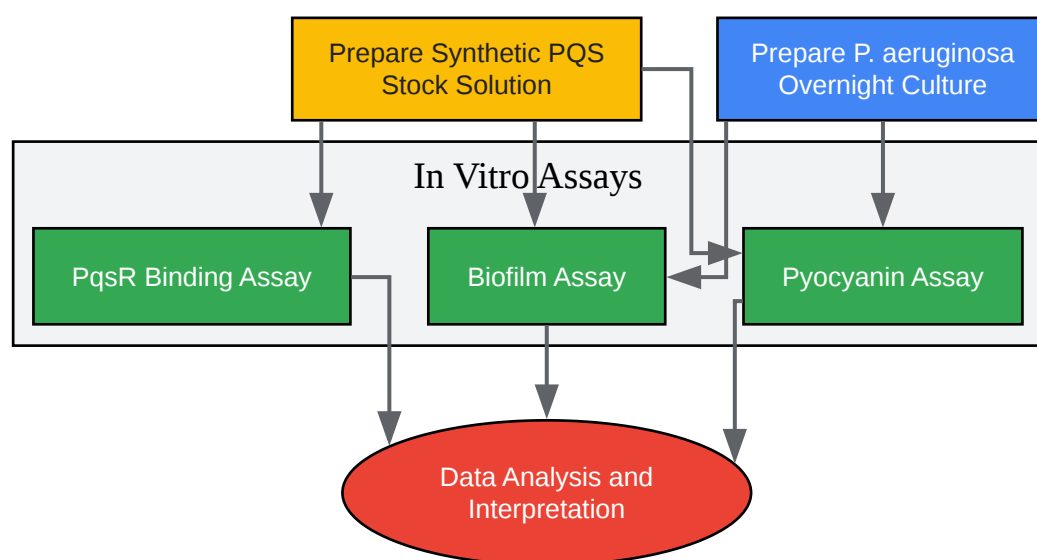 Prepare Synthetic PQS
Stock Solution
Prepare P. aeruginosa
Overnight Culture
In Vitro Assays
PqsR Binding Assay
Biofilm Assay
Pyocyanin Assay
Data Analysis and
Interpretation